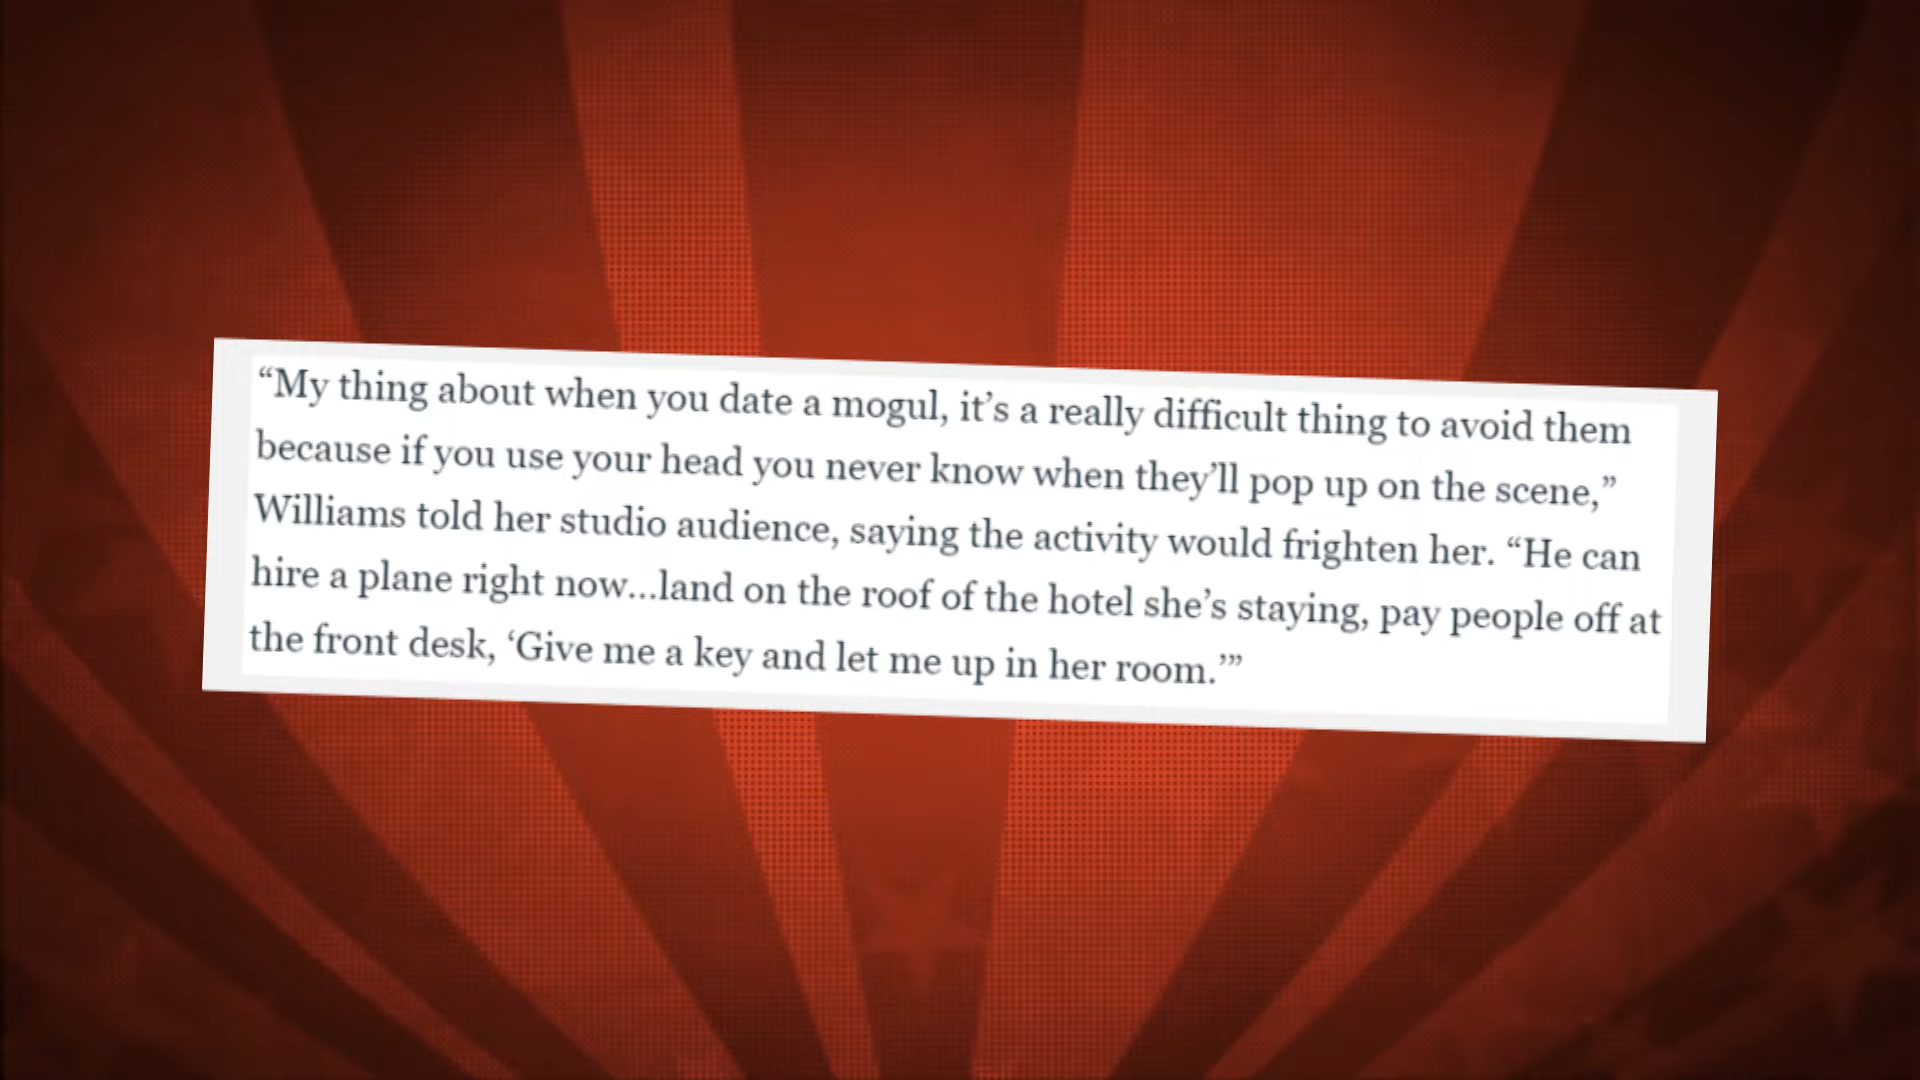 “My thing about when you date a mogul, it’s a really difficult thing to avoid them
because if you use your head you never know when they’ll pop up on the scene,”
Williams told her studio audience, saying the activity would frighten her. “He can
hire a plane right now…land on the roof of the hotel she’s staying, pay people off at
the front desk, ‘Give me a key and let me up in her room.’”